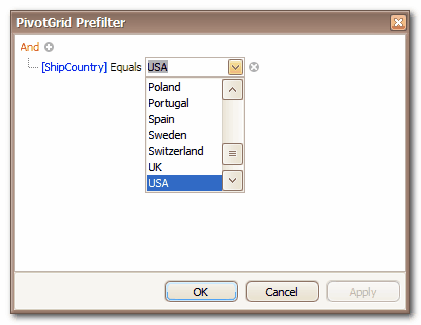 PivotGrid Prefilter
And
[ShipCountry] Equals USA
Poland
Portugal
Spain
Sweden
Switzerland
UK
USA
OK Cancel Apply